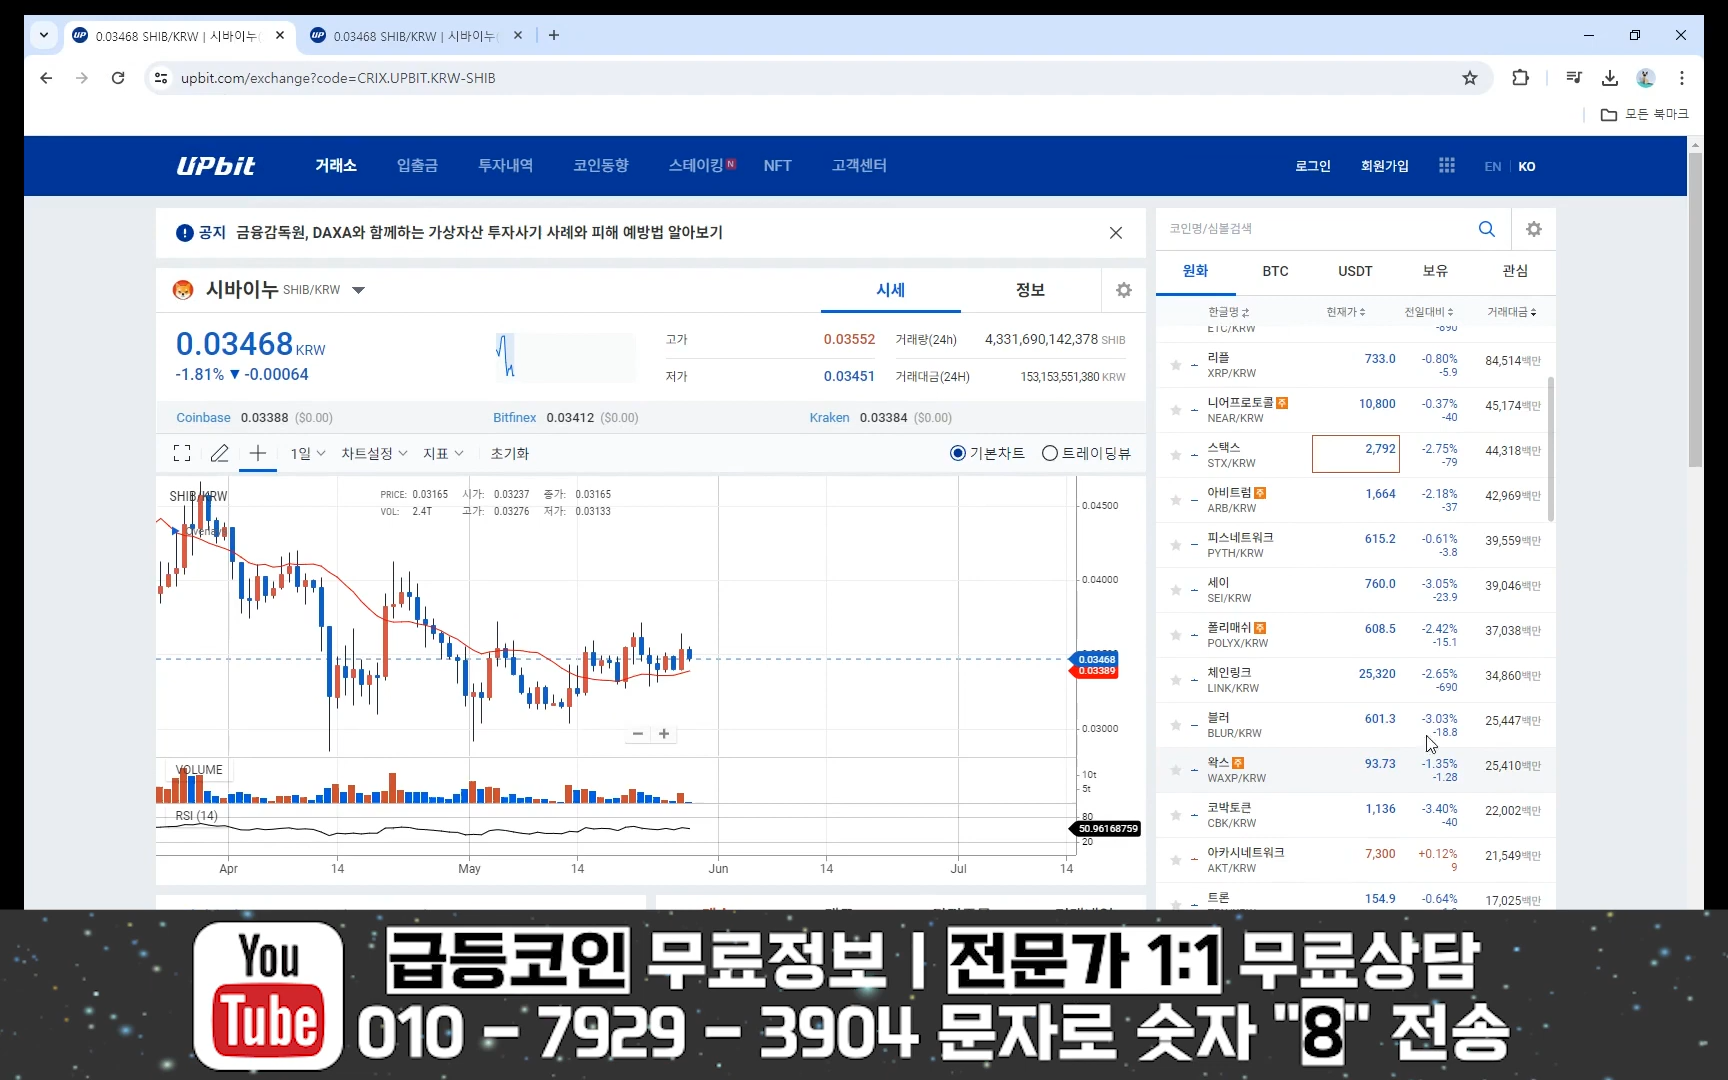 0.03468 SHIB/KRW | 시바이누(
0.03468 SHIB/KRW | 시바이누(
upbit.com/exchange?code=CRIX.UPBIT.KRW-SHIB
모든 북마크
UPbit 거래소 입출금 투자내역 코인동향 스테이킹 N NFT 고객센터 로그인 회원가입 EN | KO
공지 금융감독원, DAXA와 함께하는 가상자산 투자사기 사례와 피해 예방법 알아보기
시바이누 SHIB/KRW 시세 정보
0.03468 KRW
-1.81% ▼ -0.00064
고가 0.03552 거래량(24h) 4,331,690,142,378 SHIB
저가 0.03451 거래대금(24H) 153,153,551,380 KRW
Coinbase 0.03388 ($0.00) Bitfinex 0.03412 ($0.00) Kraken 0.03384 ($0.00)
1일 차트설정 지표 초기화 기본차트 트레이딩뷰
SHIB/KRW
PRICE: 0.03165 시가: 0.03237 종가: 0.03165
VOL: 2.4T 고가: 0.03276 저가: 0.03133
0.04500
0.04000
0.03468
0.03389
0.03000
VOLUME
10t
5t
RSI (14)
80
50.96168759
20
Apr 14 May 14 Jun 14 Jul 14
코인명/심볼검색
원화 BTC USDT 보유 관심
한글명 현재가 전일대비 거래대금
ETC/KRW -890
리플 733.0 -0.80% 84,514백만
XRP/KRW -5.9
니어프로토콜 주 10,800 -0.37% 45,174백만
NEAR/KRW -40
스택스 2,792 -2.75% 44,318백만
STX/KRW -79
아비트럼 주 1,664 -2.18% 42,969백만
ARB/KRW -37
피스네트워크 615.2 -0.61% 39,559백만
PYTH/KRW -3.8
세이 760.0 -3.05% 39,046백만
SEI/KRW -23.9
폴리매쉬 주 608.5 -2.42% 37,038백만
POLYX/KRW -15.1
체인링크 25,320 -2.65% 34,860백만
LINK/KRW -690
블러 601.3 -3.03% 25,447백만
BLUR/KRW -18.8
왁스 주 93.73 -1.35% 25,410백만
WAXP/KRW -1.28
코박토큰 1,136 -3.40% 22,002백만
CBK/KRW -40
아카시네트워크 7,300 +0.12% 21,549백만
AKT/KRW 9
트론 154.9 -0.64% 17,025백만
You Tube
급등코인 무료정보 | 전문가 1:1 무료상담
010 - 7929 - 3904 문자로 숫자 "8" 전송